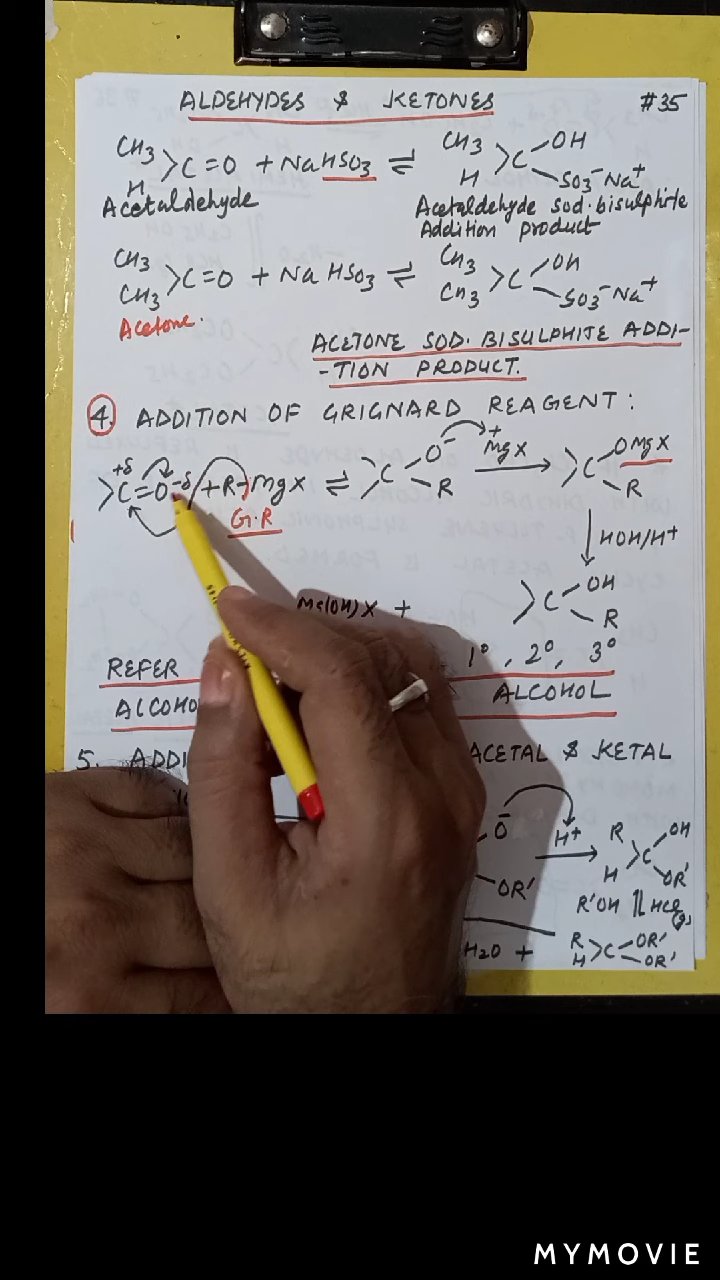 ALDEHYDES & KETONES #35
CH3 H >C=O + NaHSO3 ⇌ CH3 H >C OH SO3⁻Na⁺
Acetaldehyde Acetaldehyde sod. bisulphite
Addition product
CH3 CH3 >C=O + NaHSO3 ⇌ CH3 CH3 >C OH SO3⁻Na⁺
Acetone.
ACETONE SOD. BISULPHITE ADDI-
-TION PRODUCT.
4. ADDITION OF GRIGNARD REAGENT:
>C=O +δ -δ + R-MgX ⇌ >C O⁻ R ⁺MgX → >C OMgX R
G.R
HOH/H⁺
Mg(OH)X + >C OH R
REFER 1°, 2°, 3°
ALCOHO ALCOHOL
5. ADDI ACETAL & KETAL
O⁻ OR' H⁺ → R H >C OH OR'
R'OH ⇌ HCl(g)
H2O + R H >C OR' OR'
MYMOVIE